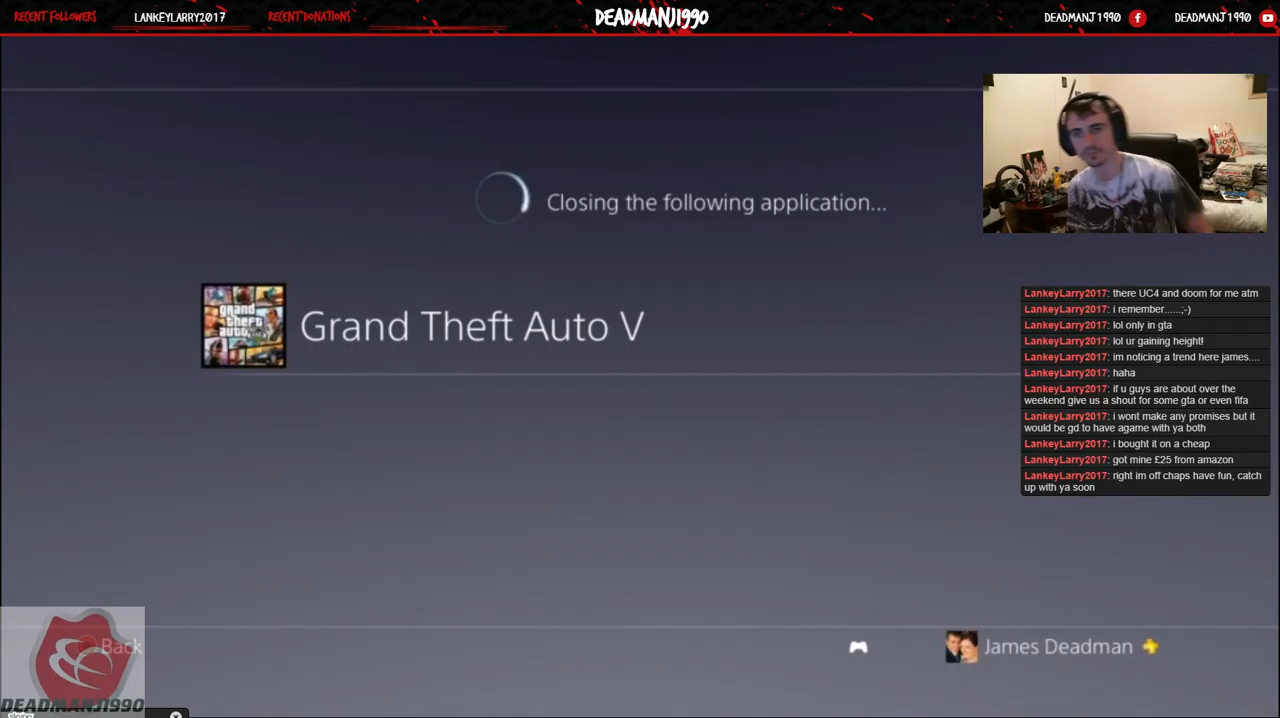 RECENT FOLLOWERS LANKEYLARRY2017 RECENT DONATIONS DEADMANJ1990 DEADMANJ1990 DEADMANJ1990
Closing the following application...
grand
theft
auto
Grand Theft Auto V
LankeyLarry2017: there UC4 and doom for me atm
LankeyLarry2017: i remember......;-)
LankeyLarry2017: lol only in gta
LankeyLarry2017: lol ur gaining height!
LankeyLarry2017: im noticing a trend here james....
LankeyLarry2017: haha
LankeyLarry2017: if u guys are about over the
weekend give us a shout for some gta or even fifa
LankeyLarry2017: i wont make any promises but it
would be gd to have agame with ya both
LankeyLarry2017: i bought it on a cheap
LankeyLarry2017: got mine £25 from amazon
LankeyLarry2017: right im off chaps have fun, catch
up with ya soon
Back
James Deadman
DEADMANJ1990